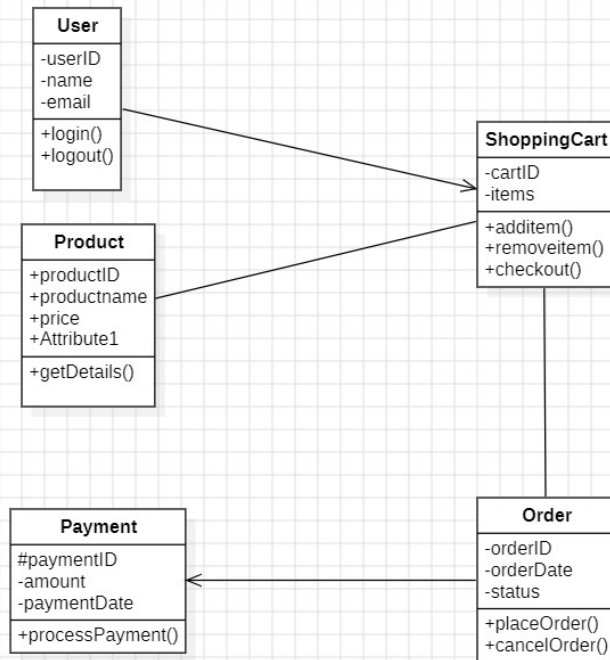 User
-userID
-name
-email
+login()
+logout()
ShoppingCart
-cartID
-items
+additem()
+removeitem()
+checkout()
Product
+productID
+productname
+price
+Attribute1
+getDetails()
Payment
#paymentID
-amount
-paymentDate
+processPayment()
Order
-orderID
-orderDate
-status
+placeOrder()
+cancelOrder()